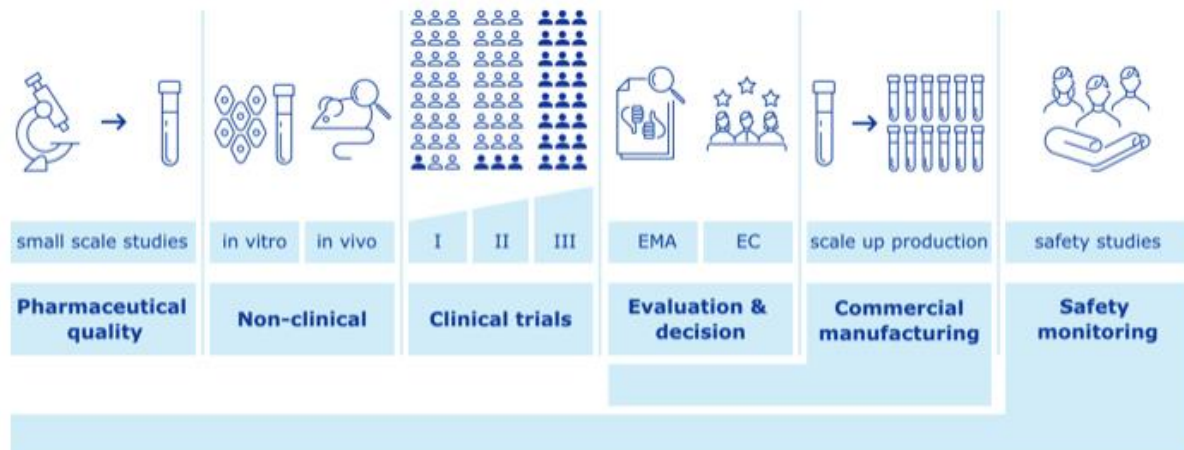 small scale studies
in vitro
in vivo
I
II
III
EMA
EC
scale up production
safety studies
Pharmaceutical
quality
Non-clinical
Clinical trials
Evaluation &
decision
Commercial
manufacturing
Safety
monitoring